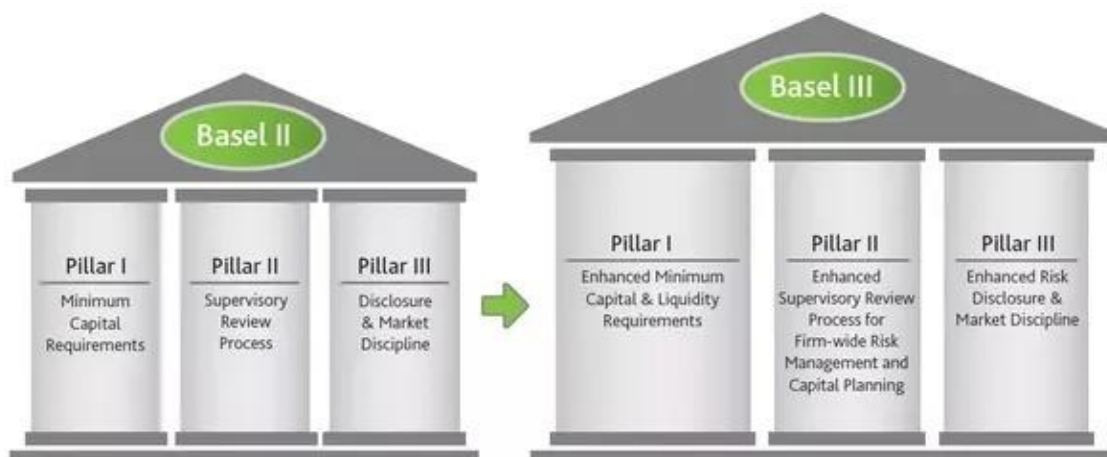 Basel II
Pillar I
Minimum
Capital
Requirements
Pillar II
Supervisory
Review
Process
Pillar III
Disclosure
& Market
Discipline
Basel III
Pillar I
Enhanced Minimum
Capital & Liquidity
Requirements
Pillar II
Enhanced
Supervisory Review
Process for
Firm-wide Risk
Management and
Capital Planning
Pillar III
Enhanced Risk
Disclosure &
Market Discipline